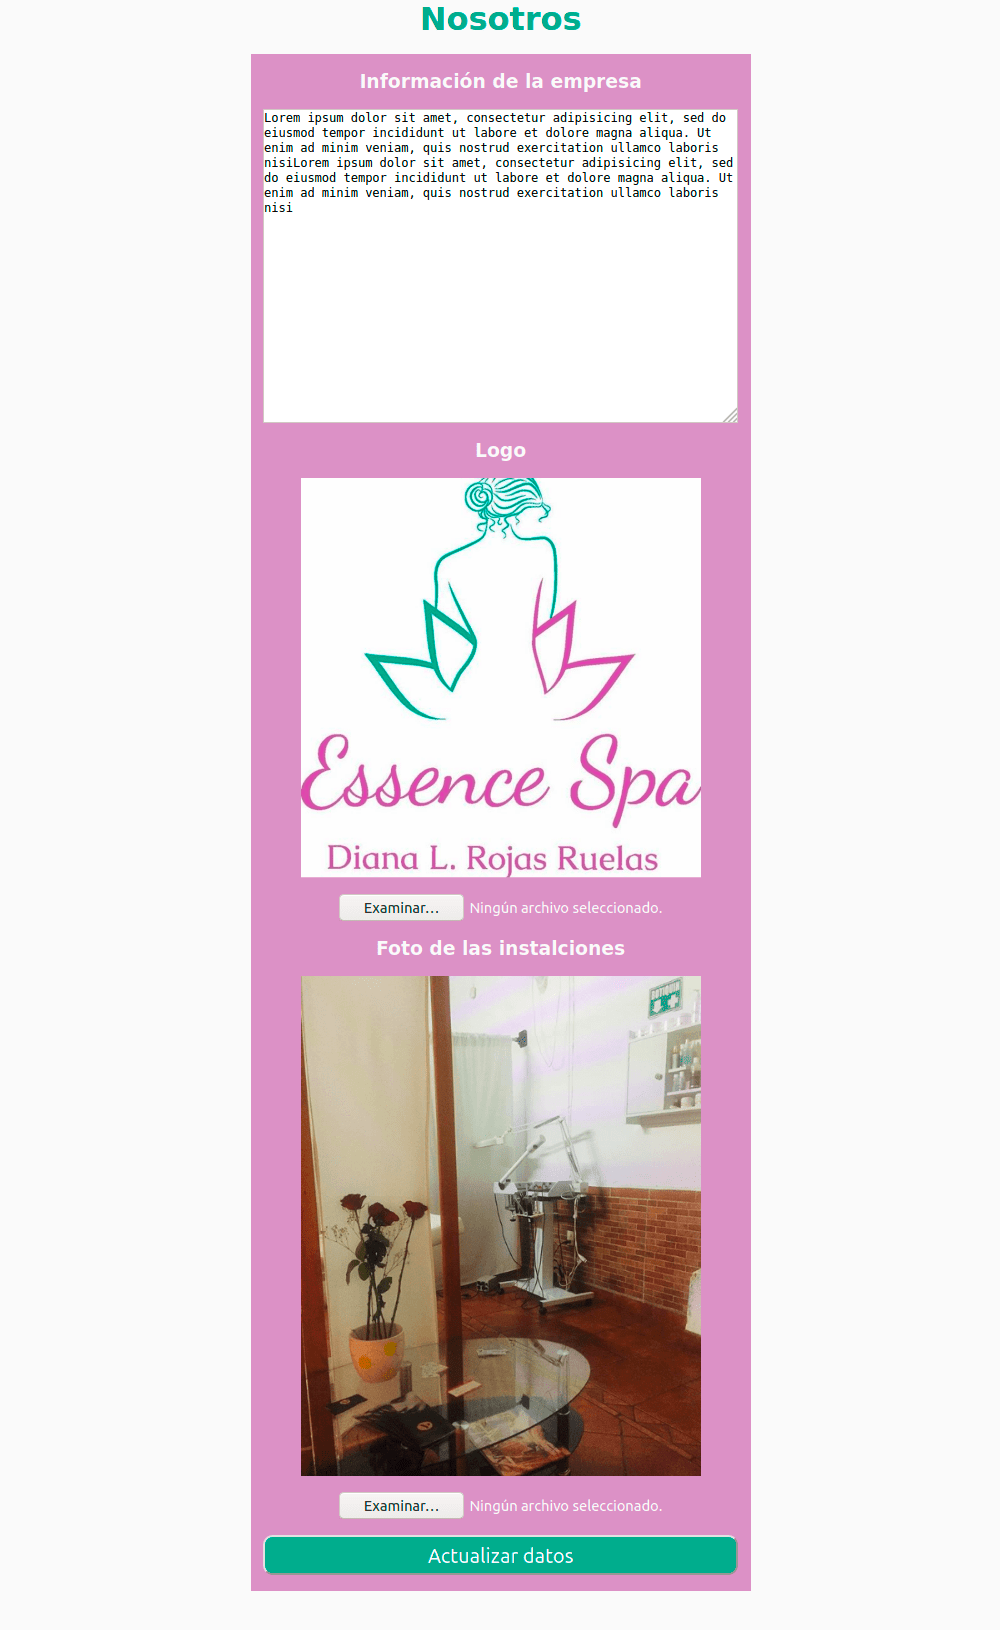 Nosotros
Información de la empresa
Lorem ipsum dolor sit amet, consectetur adipisicing elit, sed do
eiusmod tempor incididunt ut labore et dolore magna aliqua. Ut
enim ad minim veniam, quis nostrud exercitation ullamco laboris
nisiLorem ipsum dolor sit amet, consectetur adipisicing elit, sed
do eiusmod tempor incididunt ut labore et dolore magna aliqua. Ut
enim ad minim veniam, quis nostrud exercitation ullamco laboris
nisi
Logo
Essence Spa
Diana L. Rojas Ruelas
Examinar...
Ningún archivo seleccionado.
Foto de las instalciones
Examinar...
Ningún archivo seleccionado.
Actualizar datos